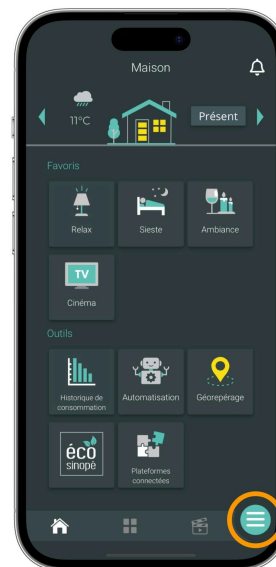 Maison
11°C
Présent
Favoris
Relax
Sieste
Ambiance
TV
Cinéma
Outils
Historique de
consommation
Automatisation
Géorepérage
éco
sinopé
Plateformes
connectées